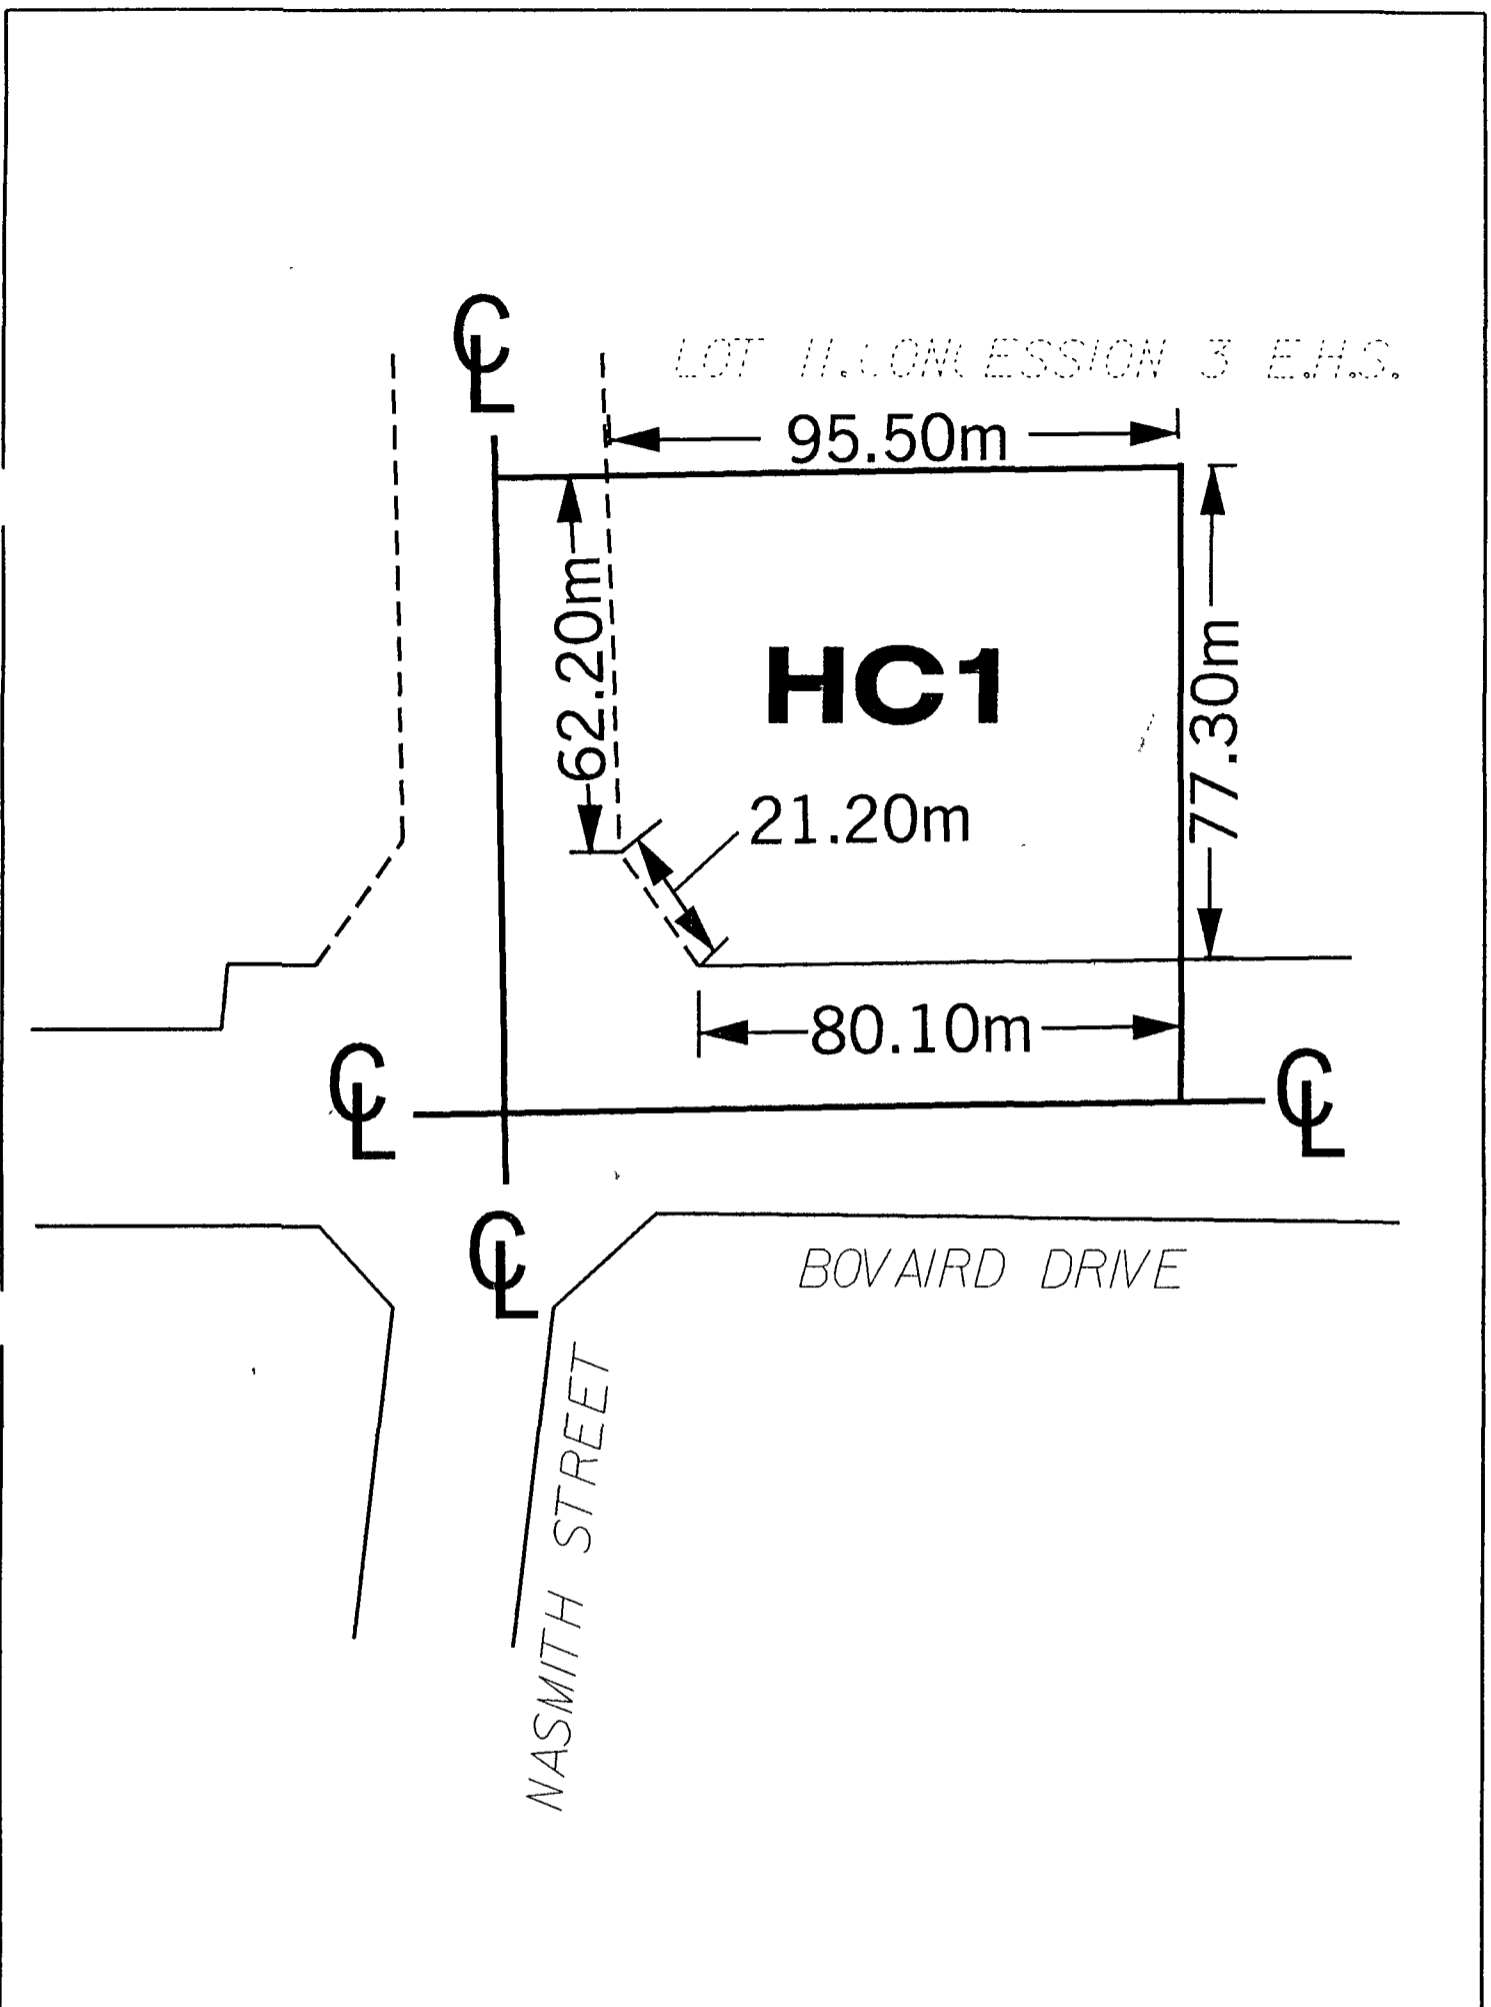 ℄
LOT 11, CONCESSION 3 E.H.S.
95.50m
62.20m
HC1
77.30m
21.20m
80.10m
℄
℄
℄
BOVAIRD DRIVE
NASMITH STREET